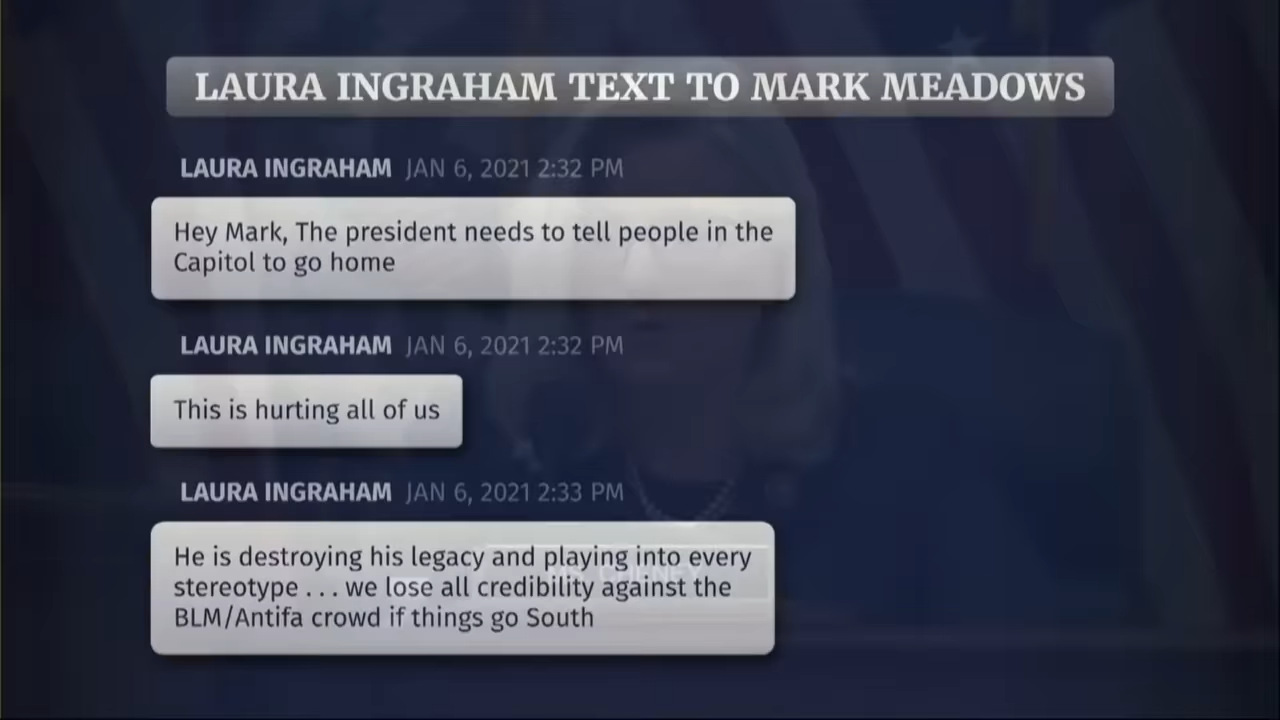 LAURA INGRAHAM TEXT TO MARK MEADOWS
LAURA INGRAHAM JAN 6, 2021 2:32 PM
Hey Mark, The president needs to tell people in the
Capitol to go home
LAURA INGRAHAM JAN 6, 2021 2:32 PM
This is hurting all of us
LAURA INGRAHAM JAN 6, 2021 2:33 PM
He is destroying his legacy and playing into every
stereotype . . . we lose all credibility against the
BLM/Antifa crowd if things go South
MS. CHENEY